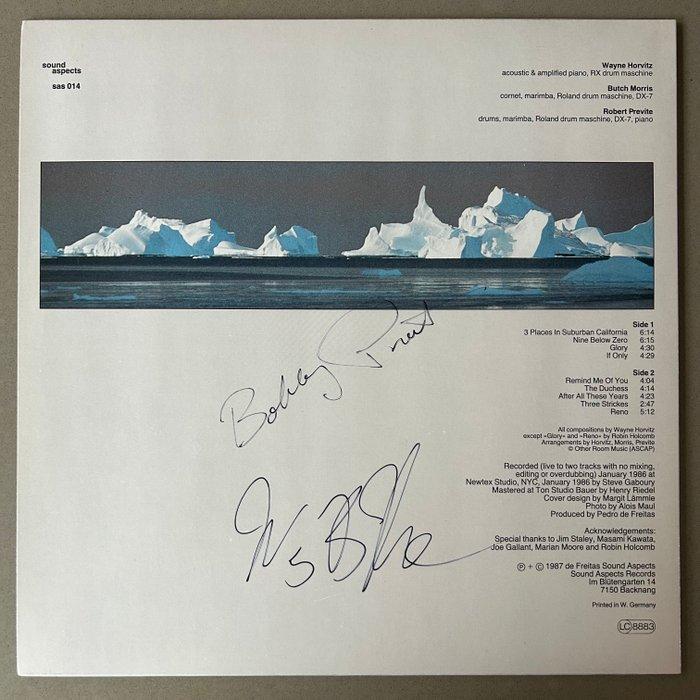 sound
aspects
sas 014
Wayne Horvitz
acoustic & amplified piano, RX drum maschine
Butch Morris
cornet, marimba, Roland drum maschine, DX-7
Robert Previte
drums, marimba, Roland drum maschine, DX-7, piano
Bobby Previte
Side 1
3 Places In Suburban California 6:14
Nine Below Zero 6:15
Glory 4:30
If Only 4:29
Side 2
Remind Me Of You 4:04
The Duchess 4:14
After All These Years 4:23
Three Strickes 2:47
Reno 5:12
All compositions by Wayne Horvitz
except »Glory« and »Reno« by Robin Holcomb
Arrangements by Horvitz, Morris, Previte
© Other Room Music (ASCAP)
Recorded (live to two tracks with no mixing,
editing or overdubbing) January 1986 at
Newtex Studio, NYC, January 1986 by Steve Gaboury
Mastered at Ton Studio Bauer by Henry Riedel
Cover design by Margit Lämmle
Photo by Alois Maul
Produced by Pedro de Freitas
Acknowledgements:
Special thanks to Jim Staley, Masami Kawata,
Joe Gallant, Marian Moore and Robin Holcomb
℗ + © 1987 de Freitas Sound Aspects
Sound Aspects Records
Im Blütengarten 14
7150 Backnang
Printed in W. Germany
LC 8883